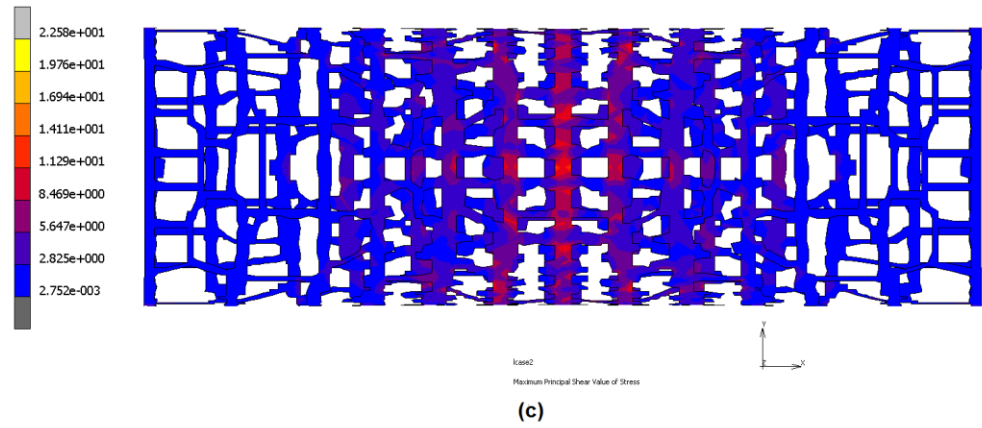 2.258e+001
1.976e+001
1.694e+001
1.411e+001
1.129e+001
8.469e+000
5.647e+000
2.825e+000
2.752e-003
Y
Z
X
lcase2
Maximum Principal Shear Value of Stress
(c)